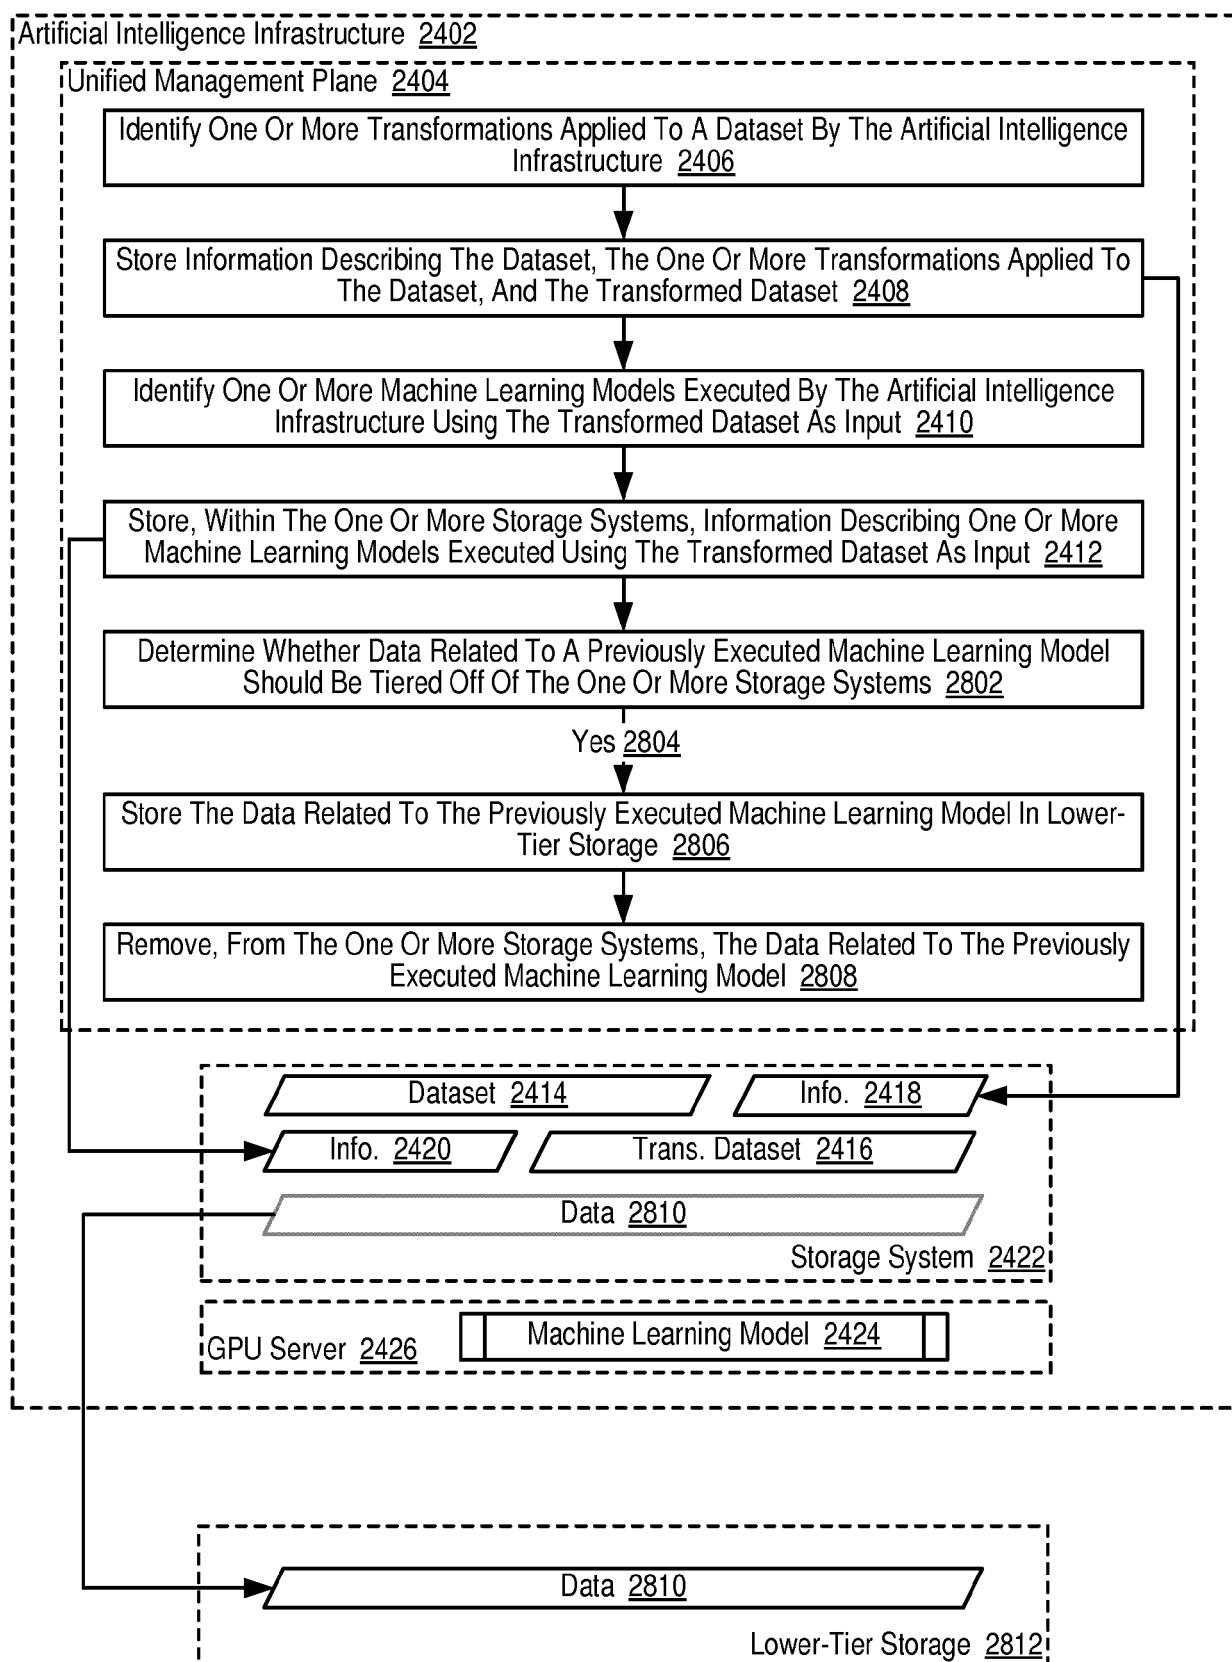 Artificial Intelligence Infrastructure 2402
Unified Management Plane 2404
Identify One Or More Transformations Applied To A Dataset By The Artificial Intelligence
Infrastructure 2406
Store Information Describing The Dataset, The One Or More Transformations Applied To
The Dataset, And The Transformed Dataset 2408
Identify One Or More Machine Learning Models Executed By The Artificial Intelligence
Infrastructure Using The Transformed Dataset As Input 2410
Store, Within The One Or More Storage Systems, Information Describing One Or More
Machine Learning Models Executed Using The Transformed Dataset As Input 2412
Determine Whether Data Related To A Previously Executed Machine Learning Model
Should Be Tiered Off Of The One Or More Storage Systems 2802
Yes 2804
Store The Data Related To The Previously Executed Machine Learning Model In Lower-
Tier Storage 2806
Remove, From The One Or More Storage Systems, The Data Related To The Previously
Executed Machine Learning Model 2808
Dataset 2414
Info. 2418
Info. 2420
Trans. Dataset 2416
Data 2810
Storage System 2422
Machine Learning Model 2424
GPU Server 2426
Data 2810
Lower-Tier Storage 2812